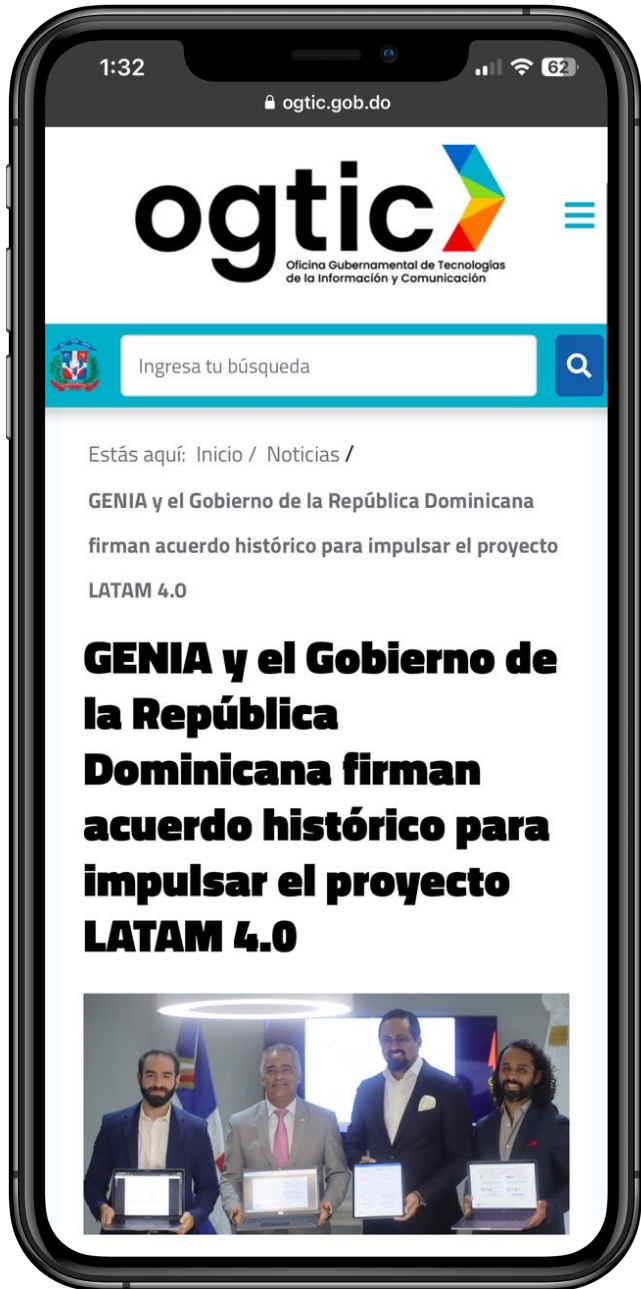 1:32
62
ogtic.gob.do
ogtic
Oficina Gubernamental de Tecnologías
de la Información y Comunicación
Ingresa tu búsqueda
Estás aquí: Inicio / Noticias /
GENIA y el Gobierno de la República Dominicana
firman acuerdo histórico para impulsar el proyecto
LATAM 4.0
GENIA y el Gobierno de
la República
Dominicana firman
acuerdo histórico para
impulsar el proyecto
LATAM 4.0